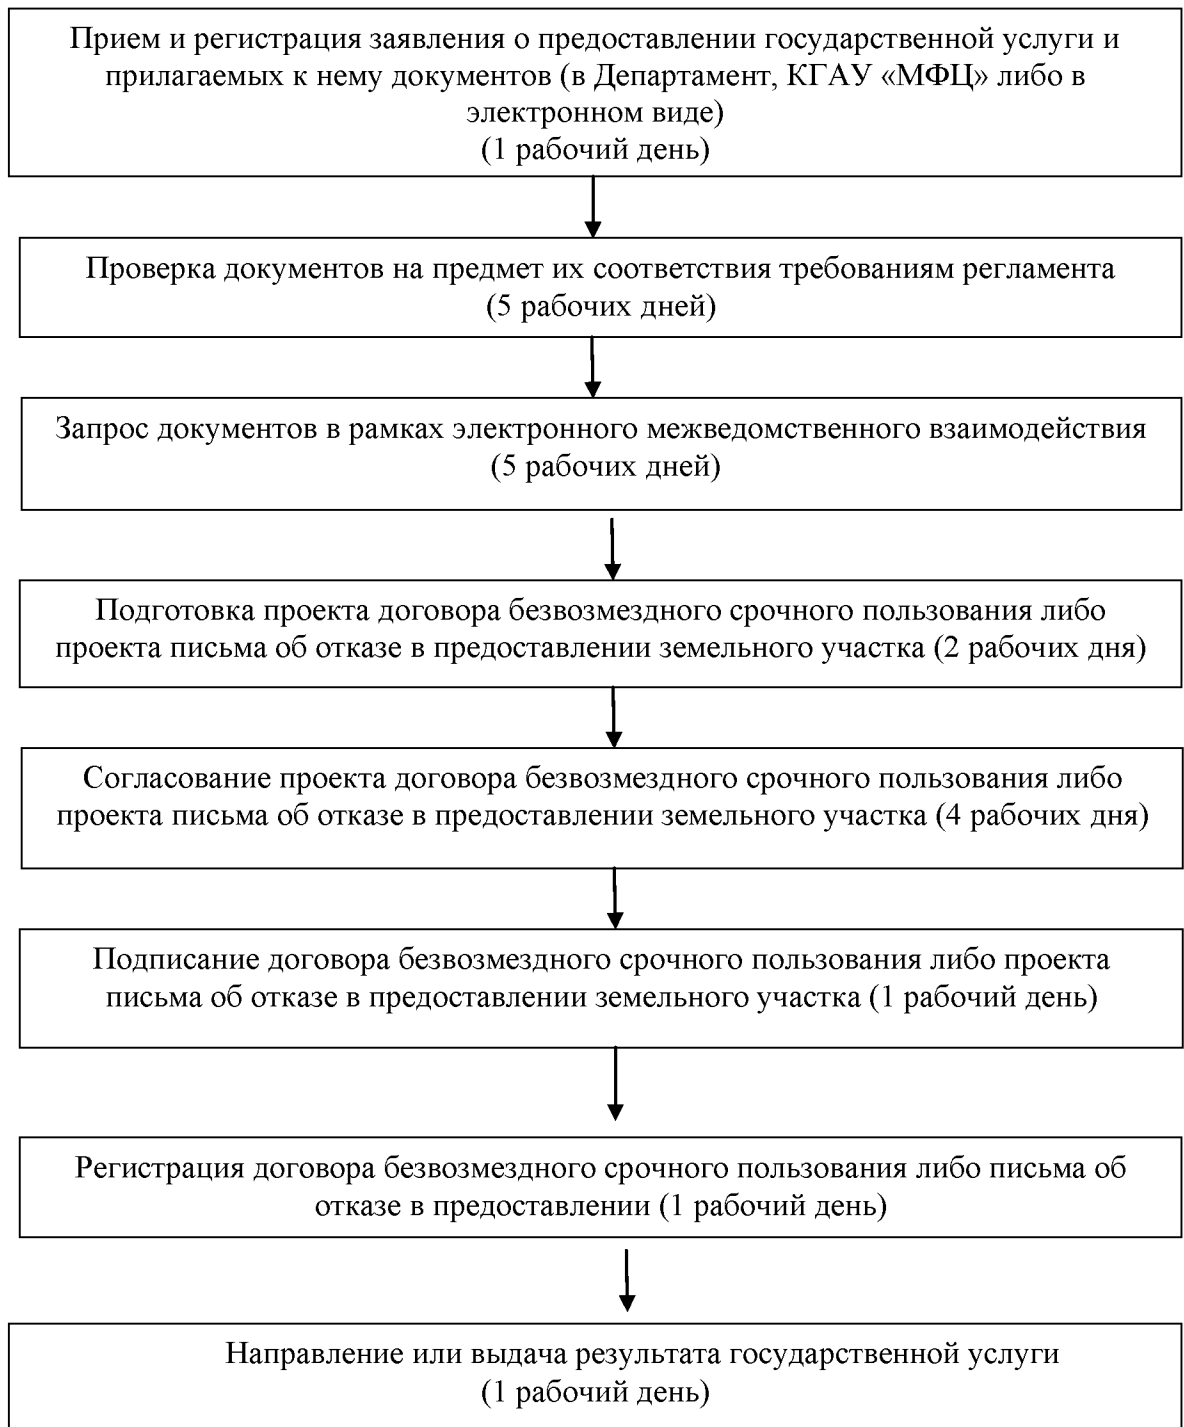 Прием и регистрация заявления о предоставлении государственной услуги и
прилагаемых к нему документов (в Департамент, КГАУ «МФЦ» либо в
электронном виде)
(1 рабочий день)
Проверка документов на предмет их соответствия требованиям регламента
(5 рабочих дней)
Запрос документов в рамках электронного межведомственного взаимодействия
(5 рабочих дней)
Подготовка проекта договора безвозмездного срочного пользования либо
проекта письма об отказе в предоставлении земельного участка (2 рабочих дня)
Согласование проекта договора безвозмездного срочного пользования либо
проекта письма об отказе в предоставлении земельного участка (4 рабочих дня)
Подписание договора безвозмездного срочного пользования либо проекта
письма об отказе в предоставлении земельного участка (1 рабочий день)
Регистрация договора безвозмездного срочного пользования либо письма об
отказе в предоставлении (1 рабочий день)
Направление или выдача результата государственной услуги
(1 рабочий день)